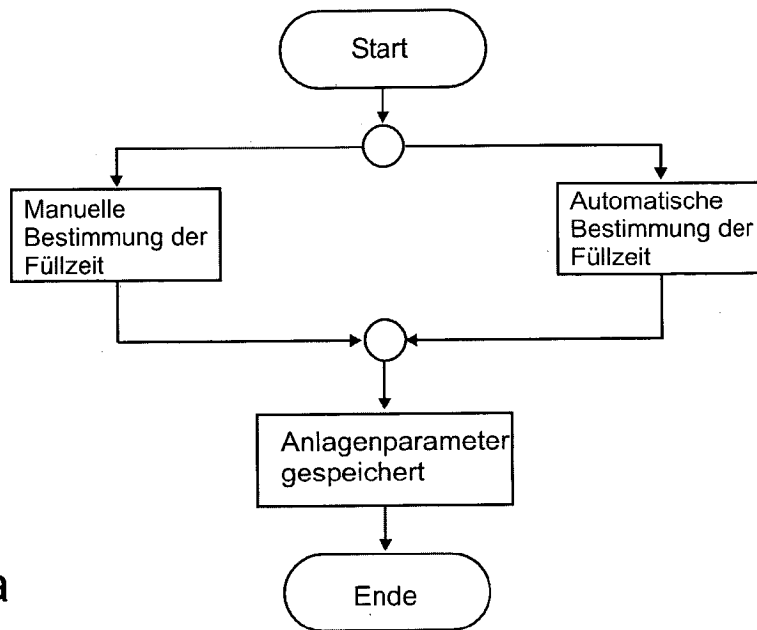 Start
Manuelle
Bestimmung der
Füllzeit
Automatische
Bestimmung der
Füllzeit
Anlagenparameter
gespeichert
Ende
a